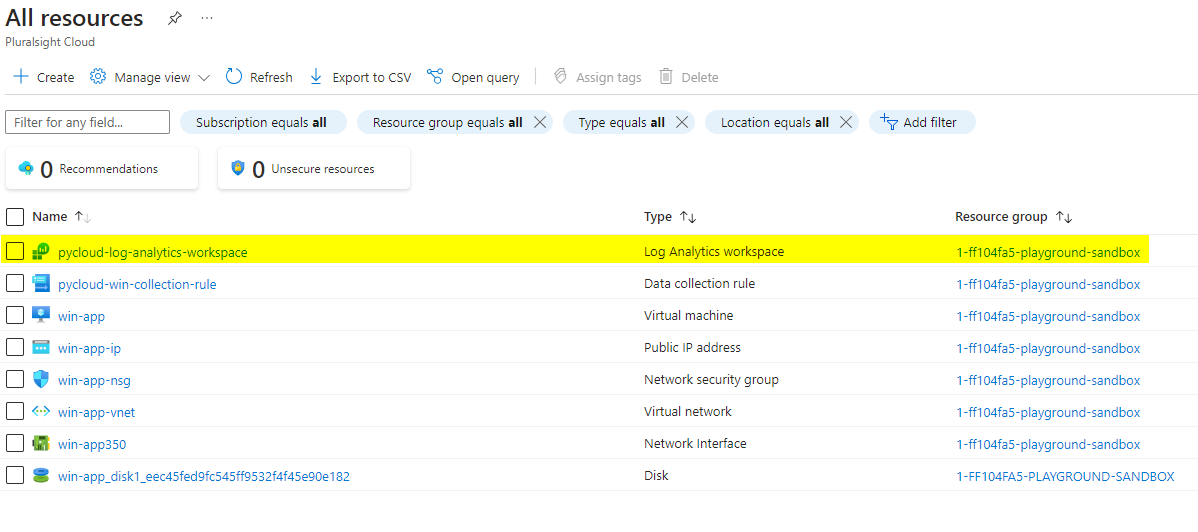 All resources
Pluralsight Cloud
Create Manage view Refresh Export to CSV Open query Assign tags Delete
Filter for any field... Subscription equals all Resource group equals all Type equals all Location equals all Add filter
0 Recommendations 0 Unsecure resources
Name Type Resource group
pycloud-log-analytics-workspace Log Analytics workspace 1-ff104fa5-playground-sandbox
pycloud-win-collection-rule Data collection rule 1-ff104fa5-playground-sandbox
win-app Virtual machine 1-ff104fa5-playground-sandbox
win-app-ip Public IP address 1-ff104fa5-playground-sandbox
win-app-nsg Network security group 1-ff104fa5-playground-sandbox
win-app-vnet Virtual network 1-ff104fa5-playground-sandbox
win-app350 Network Interface 1-ff104fa5-playground-sandbox
win-app_disk1_eec45fed9fc545ff9532f4f45e90e182 Disk 1-FF104FA5-PLAYGROUND-SANDBOX